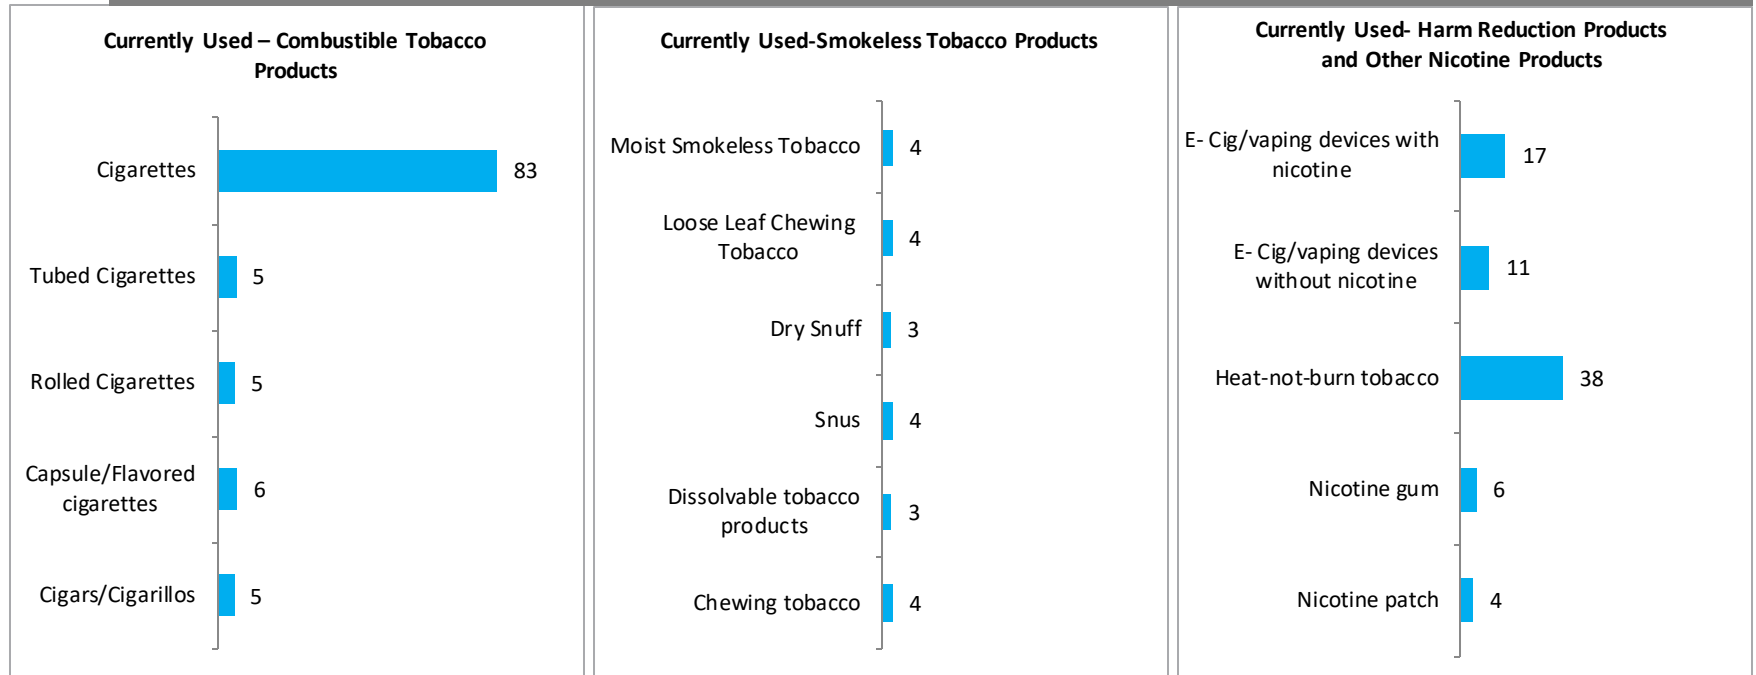 Currently Used – Combustible Tobacco
Products
Cigarettes
83
Tubed Cigarettes
5
Rolled Cigarettes
5
Capsule/Flavored
cigarettes
6
Cigars/Cigarillos
5
Currently Used-Smokeless Tobacco Products
Moist Smokeless Tobacco
4
Loose Leaf Chewing
Tobacco
4
Dry Snuff
3
Snus
4
Dissolvable tobacco
products
3
Chewing tobacco
4
Currently Used- Harm Reduction Products
and Other Nicotine Products
E- Cig/vaping devices with
nicotine
17
E- Cig/vaping devices
without nicotine
11
Heat-not-burn tobacco
38
Nicotine gum
6
Nicotine patch
4